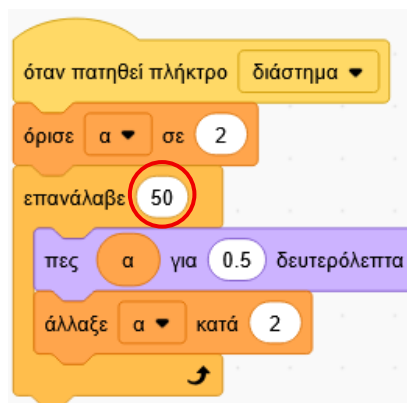 όταν πατηθεί πλήκτρο διάστημα
όρισε α σε 2
επανάλαβε 50
πες α για 0.5 δευτερόλεπτα
άλλαξε α κατά 2